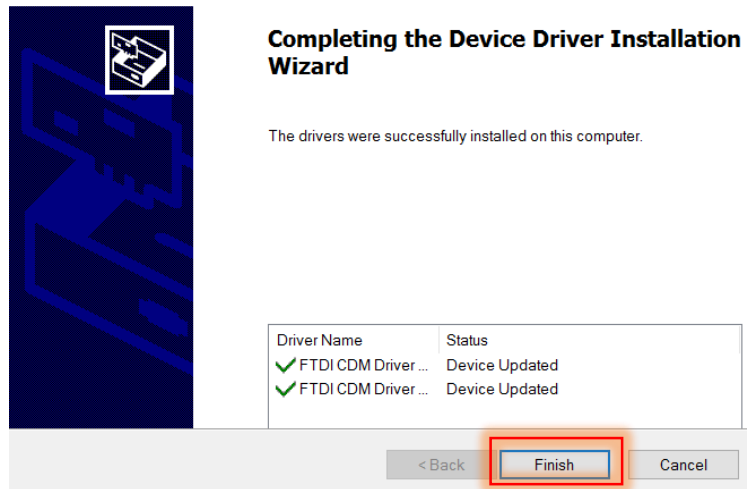 Completing the Device Driver Installation
Wizard
The drivers were successfully installed on this computer.
Driver Name Status
FTDI CDM Driver ... Device Updated
FTDI CDM Driver ... Device Updated
< Back Finish Cancel